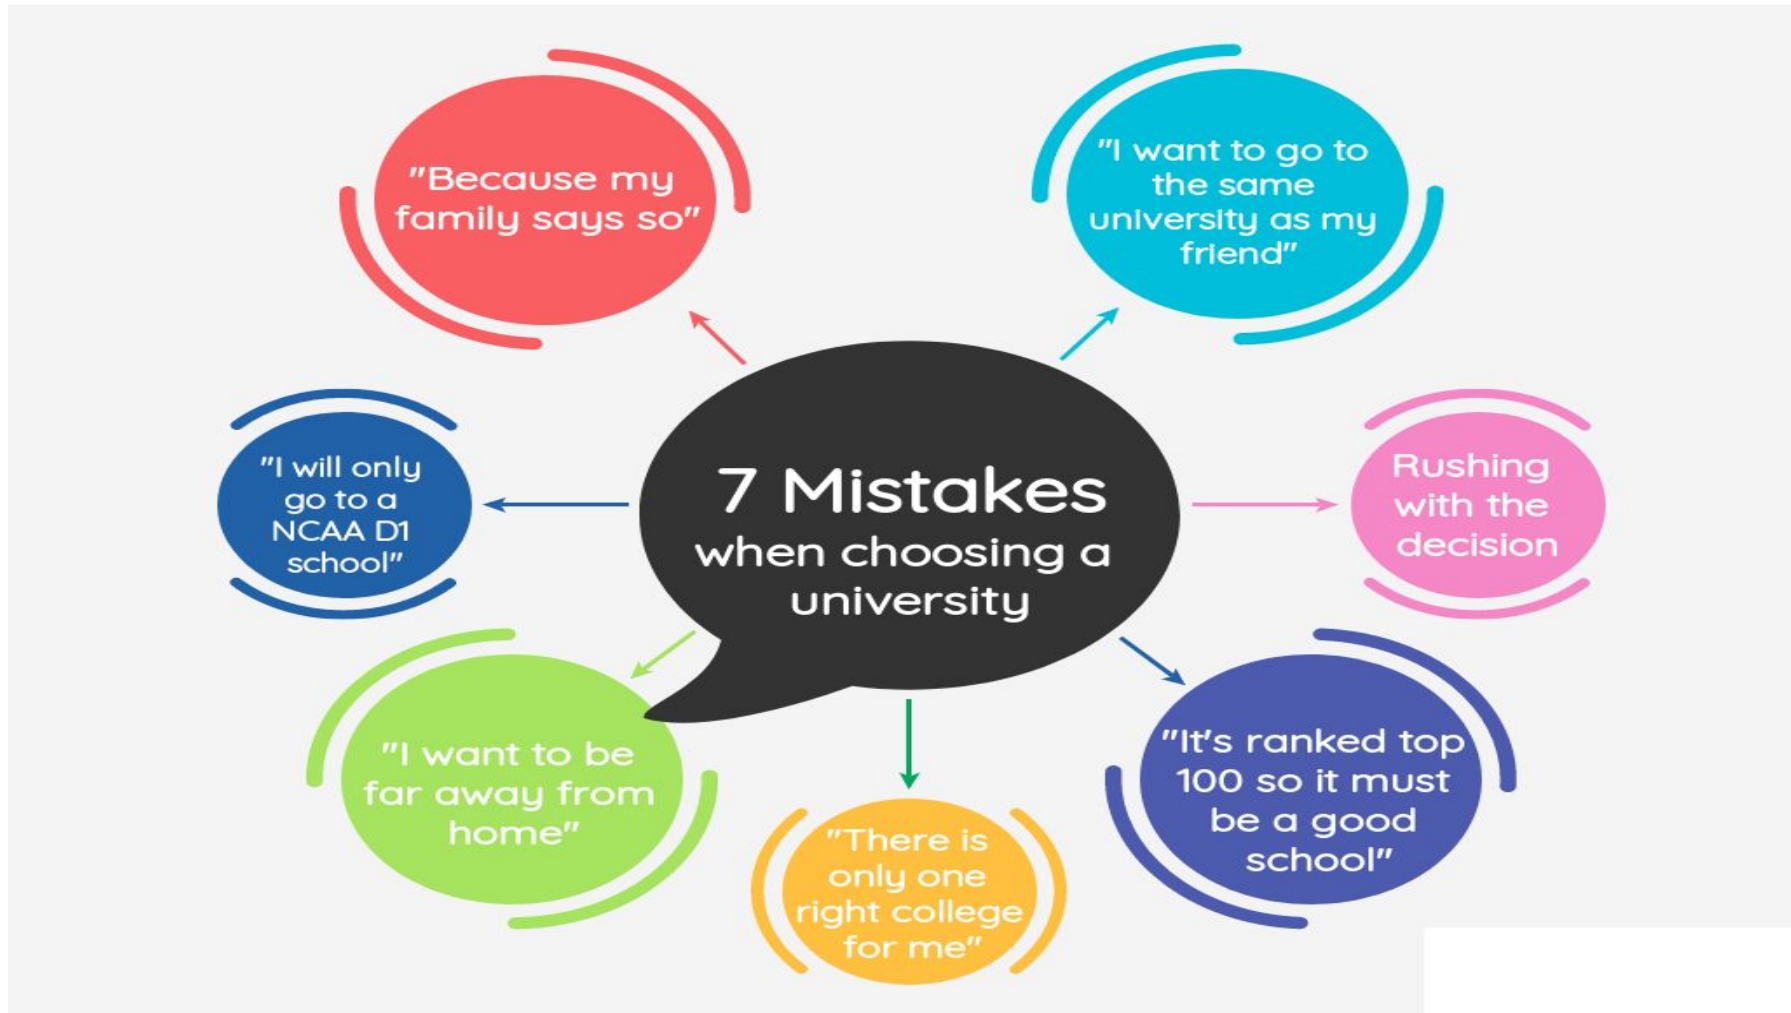 "Because my
family says so"
"I want to go to
the same
university as my
friend"
"I will only
go to a
NCAA D1
school"
7 Mistakes
when choosing a
university
Rushing
with the
decision
"I want to be
far away from
home"
"There is
only one
right college
for me"
"It's ranked top
100 so it must
be a good
school"